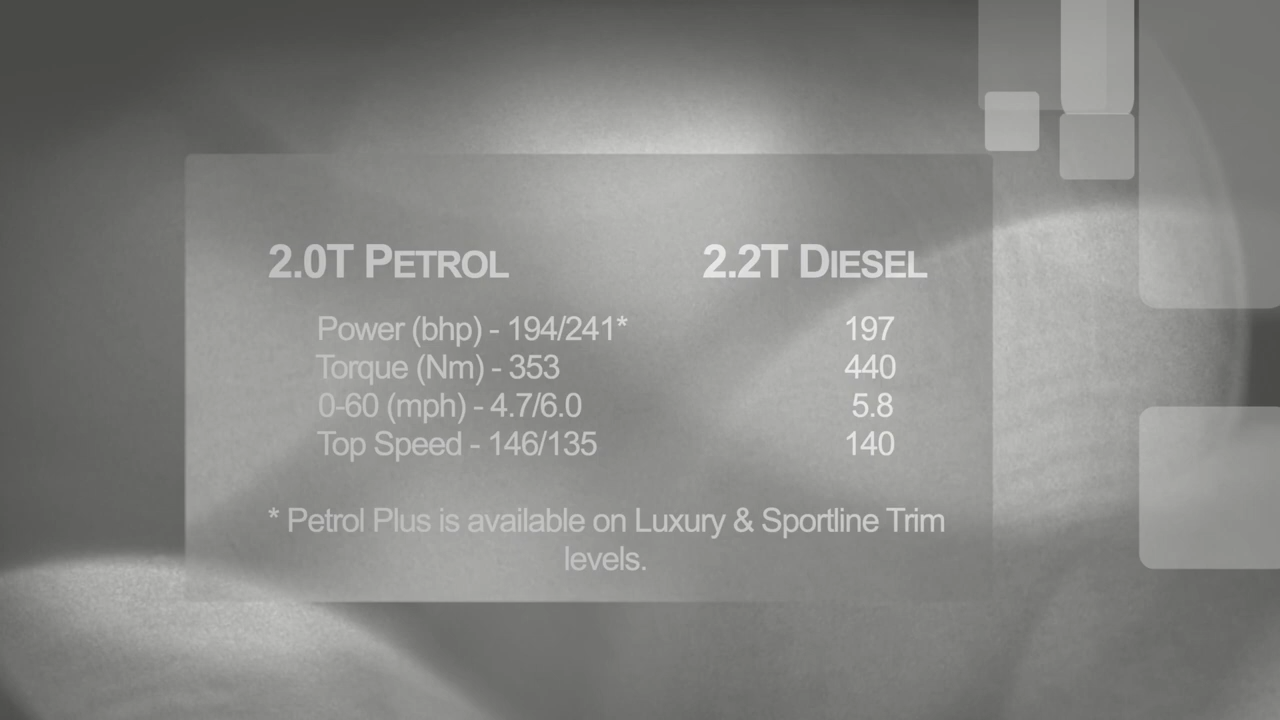 2.0T PETROL 2.2T DIESEL
Power (bhp) - 194/241* 197
Torque (Nm) - 353 440
0-60 (mph) - 4.7/6.0 5.8
Top Speed - 146/135 140
* Petrol Plus is available on Luxury & Sportline Trim
levels.